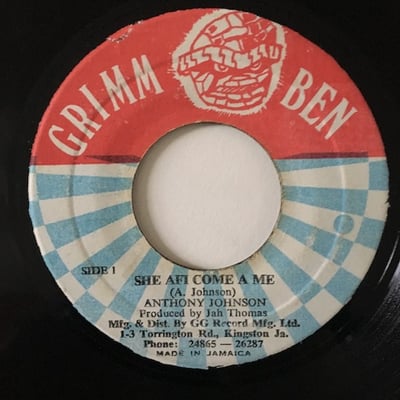 GRIMM BEN
SIDE 1
SHE AFI COME A ME
(A. Johnson)
ANTHONY JOHNSON
Produced by Jah Thomas
Mfg. & Dist. By GG Record Mfg. Ltd.
1-3 Torrington Rd., Kingston Ja.
Phone: 24865 — 26287
MADE IN JAMAICA